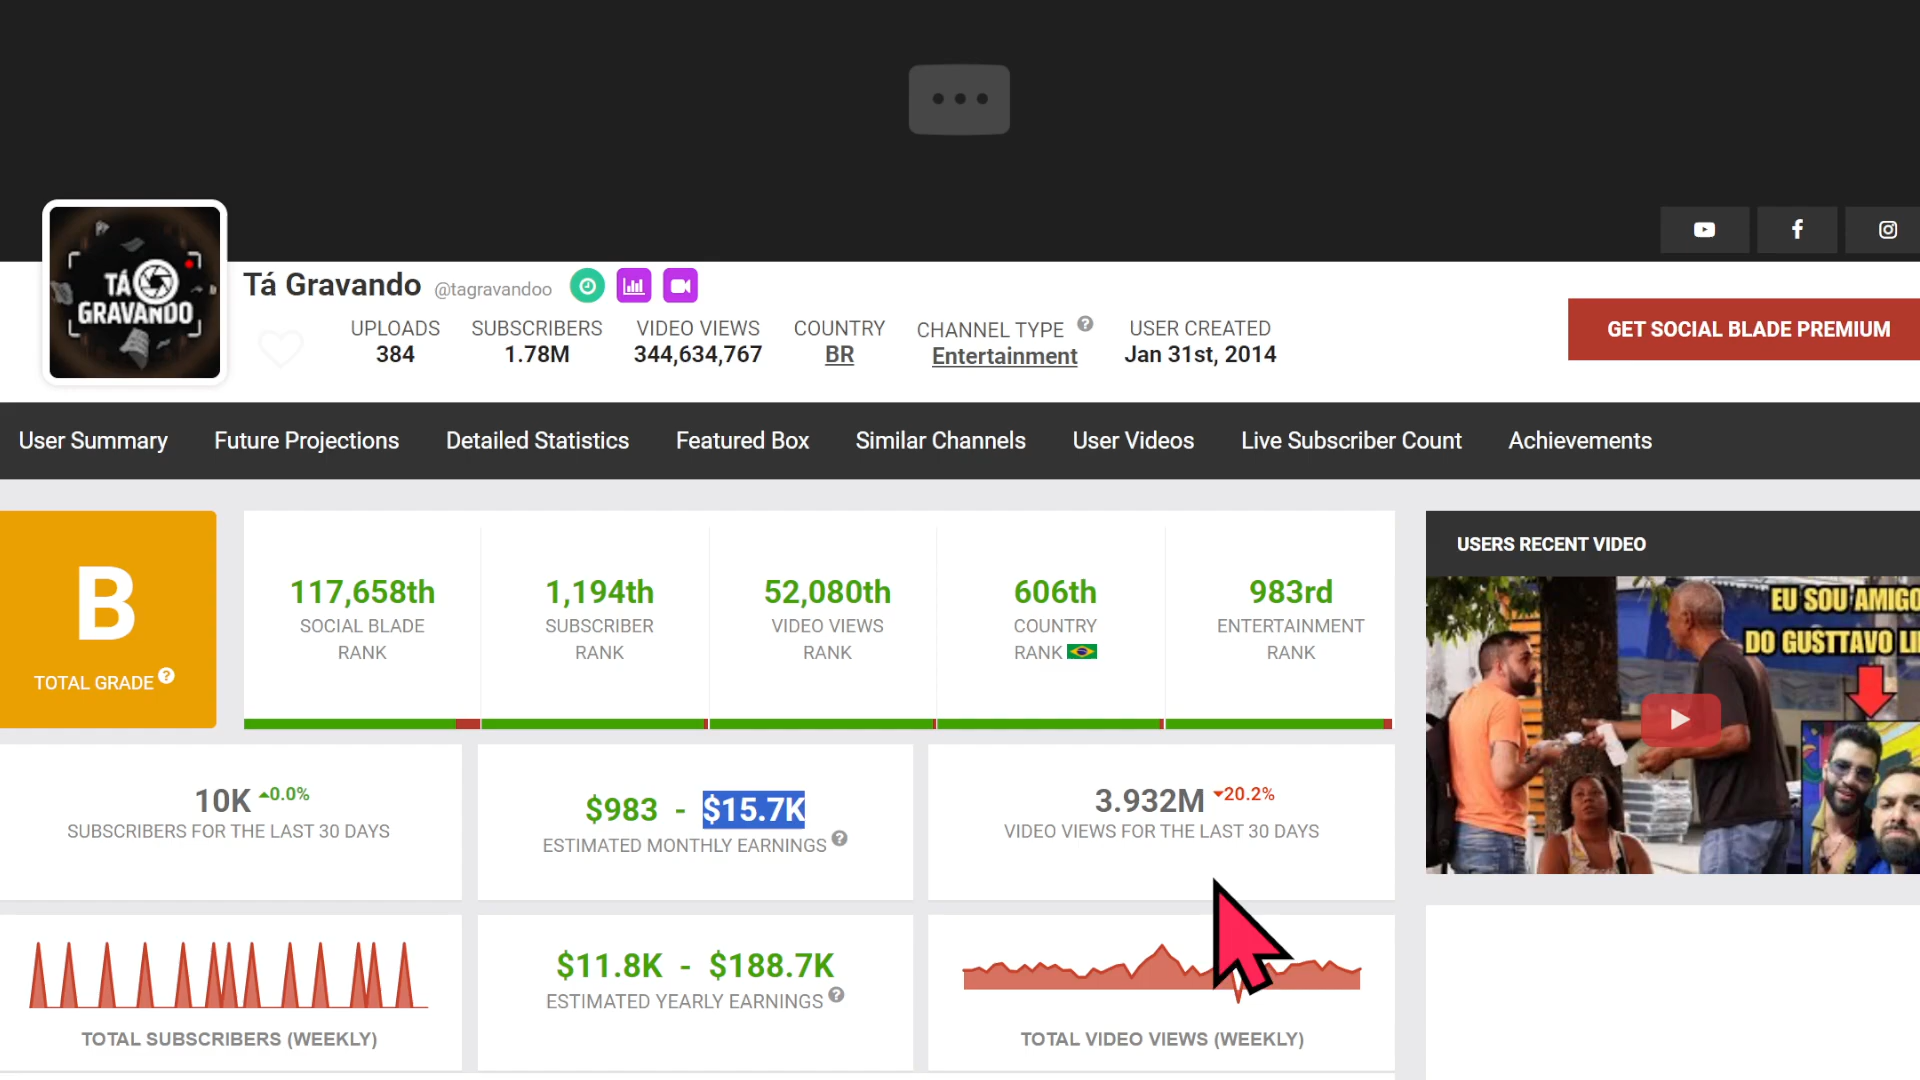 TÁ
GRAVANDO
Tá Gravando @tagravandoo
UPLOADS
384
SUBSCRIBERS
1.78M
VIDEO VIEWS
344,634,767
COUNTRY
BR
CHANNEL TYPE
Entertainment
USER CREATED
Jan 31st, 2014
GET SOCIAL BLADE PREMIUM
User Summary Future Projections Detailed Statistics Featured Box Similar Channels User Videos Live Subscriber Count Achievements
B
TOTAL GRADE
117,658th
SOCIAL BLADE
RANK
1,194th
SUBSCRIBER
RANK
52,080th
VIDEO VIEWS
RANK
606th
COUNTRY
RANK
983rd
ENTERTAINMENT
RANK
USERS RECENT VIDEO
EU SOU AMIGO
DO GUSTTAVO LI
10K 0.0%
SUBSCRIBERS FOR THE LAST 30 DAYS
$983 - $15.7K
ESTIMATED MONTHLY EARNINGS
3.932M 20.2%
VIDEO VIEWS FOR THE LAST 30 DAYS
TOTAL SUBSCRIBERS (WEEKLY)
$11.8K - $188.7K
ESTIMATED YEARLY EARNINGS
TOTAL VIDEO VIEWS (WEEKLY)